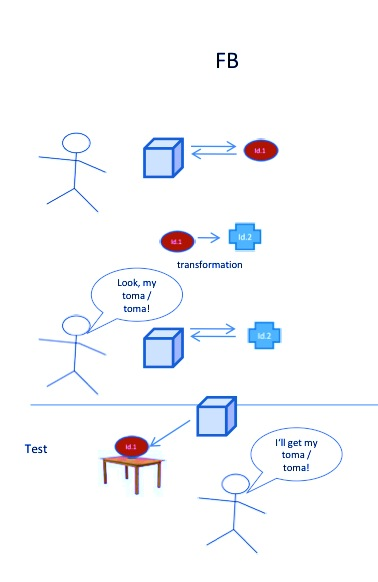 FB
Id.1
Id.1
Id.2
transformation
Look, my
toma /
toma!
Id.2
Test
Id.1
I'll get my
toma /
toma!